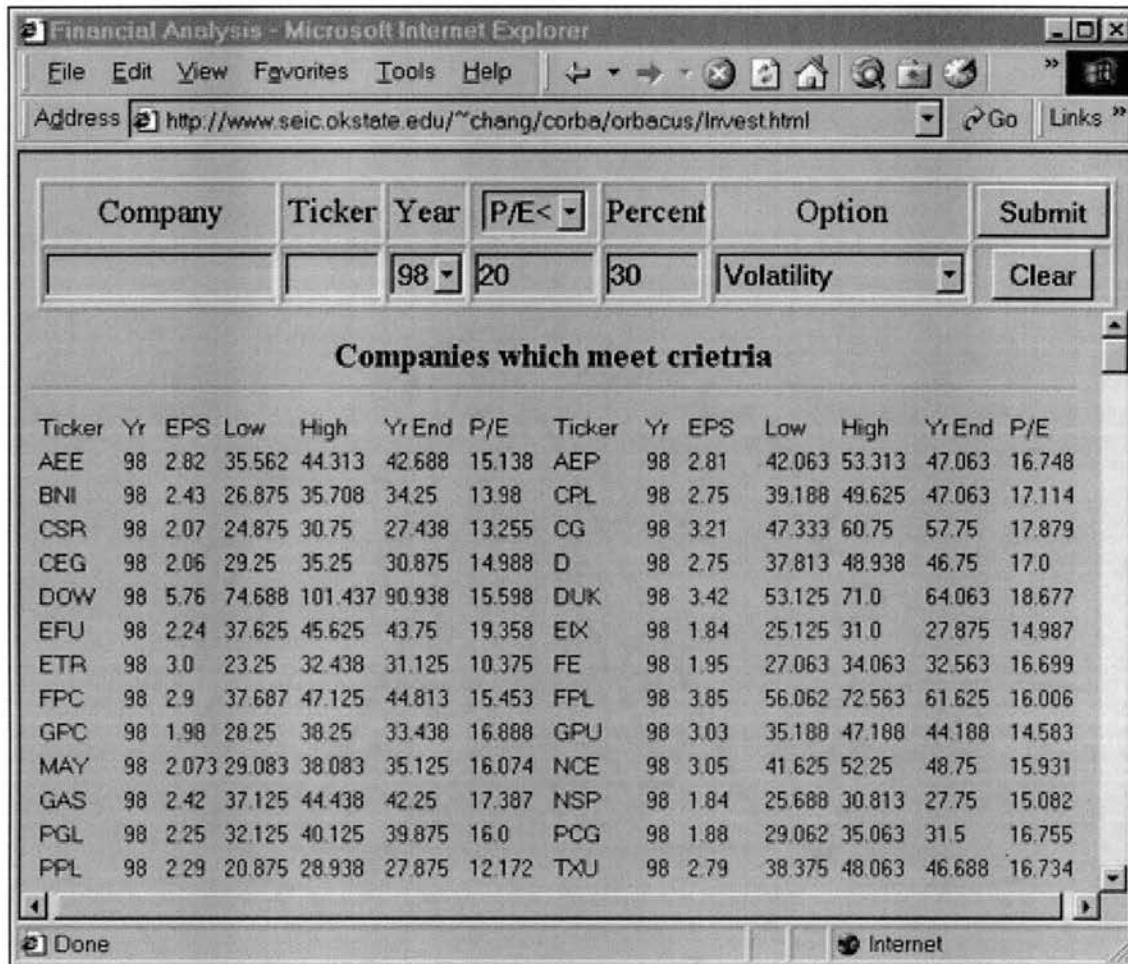 Financial Analysis - Microsoft Internet Explorer
File Edit View Favorites Tools Help »
Address http://www.seic.okstate.edu/~chang/corba/orbacus/Invest.html Go Links »
Company Ticker Year P/E< Percent Option Submit
98 20 30 Volatility Clear
Companies which meet crietria
Ticker Yr EPS Low High Yr End P/E Ticker Yr EPS Low High Yr End P/E
AEE 98 2.82 35.562 44.313 42.688 15.138 AEP 98 2.81 42.063 53.313 47.063 16.748
BNI 98 2.43 26.875 35.708 34.25 13.98 CPL 98 2.75 39.188 49.625 47.063 17.114
CSR 98 2.07 24.875 30.75 27.438 13.255 CG 98 3.21 47.333 60.75 57.75 17.879
CEG 98 2.06 29.25 35.25 30.875 14.988 D 98 2.75 37.813 48.938 46.75 17.0
DOW 98 5.76 74.688 101.437 90.938 15.598 DUK 98 3.42 53.125 71.0 64.063 18.677
EFU 98 2.24 37.625 45.625 43.75 19.358 EIX 98 1.84 25.125 31.0 27.875 14.987
ETR 98 3.0 23.25 32.438 31.125 10.375 FE 98 1.95 27.063 34.063 32.563 16.699
FPC 98 2.9 37.687 47.125 44.813 15.453 FPL 98 3.85 56.062 72.563 61.625 16.006
GPC 98 1.98 28.25 38.25 33.438 16.888 GPU 98 3.03 35.188 47.188 44.188 14.583
MAY 98 2.073 29.083 38.083 35.125 16.074 NCE 98 3.05 41.625 52.25 48.75 15.931
GAS 98 2.42 37.125 44.438 42.25 17.387 NSP 98 1.84 25.688 30.813 27.75 15.082
PGL 98 2.25 32.125 40.125 39.875 16.0 PCG 98 1.88 29.062 35.063 31.5 16.755
PPL 98 2.29 20.875 28.938 27.875 12.172 TXU 98 2.79 38.375 48.063 46.688 16.734
Done Internet